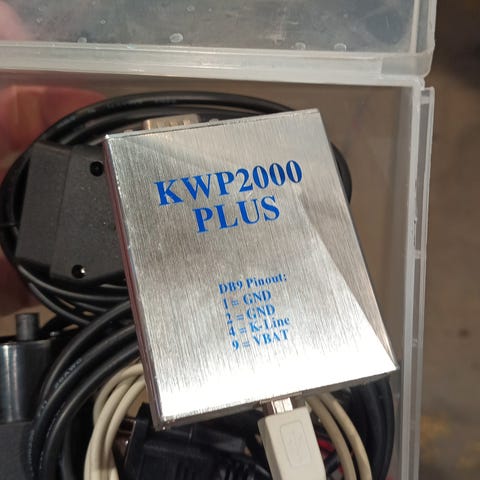 KWP2000
PLUS
DB9 Pinout:
1 = GND
2 = GND
4 = K-Line
9 = VBAT